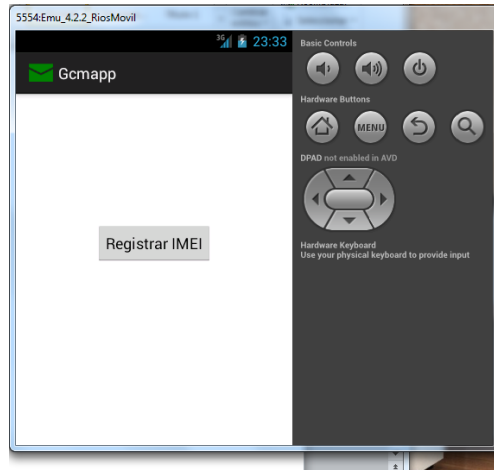 5554:Emu_4.2.2_RiosMovil
3G 23:33
Gcmapp
Registrar IMEI
Basic Controls
Hardware Buttons
MENU
DPAD not enabled in AVD
Hardware Keyboard
Use your physical keyboard to provide input